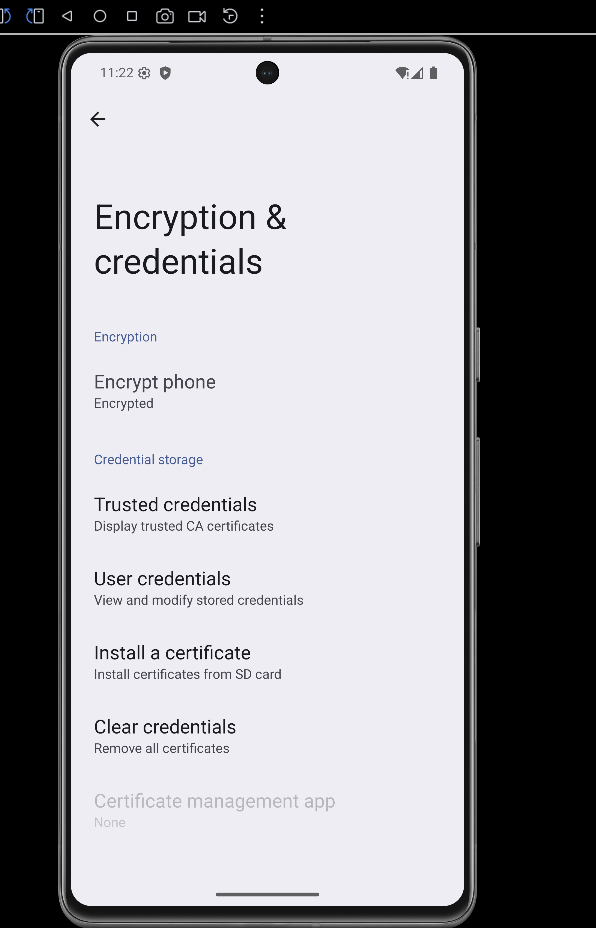 11:22
Encryption &
credentials
Encryption
Encrypt phone
Encrypted
Credential storage
Trusted credentials
Display trusted CA certificates
User credentials
View and modify stored credentials
Install a certificate
Install certificates from SD card
Clear credentials
Remove all certificates
Certificate management app
None